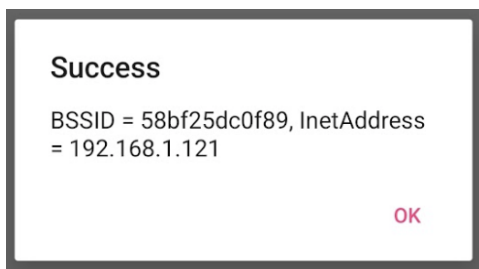 Success
BSSID = 58bf25dc0f89, InetAddress
= 192.168.1.121
OK